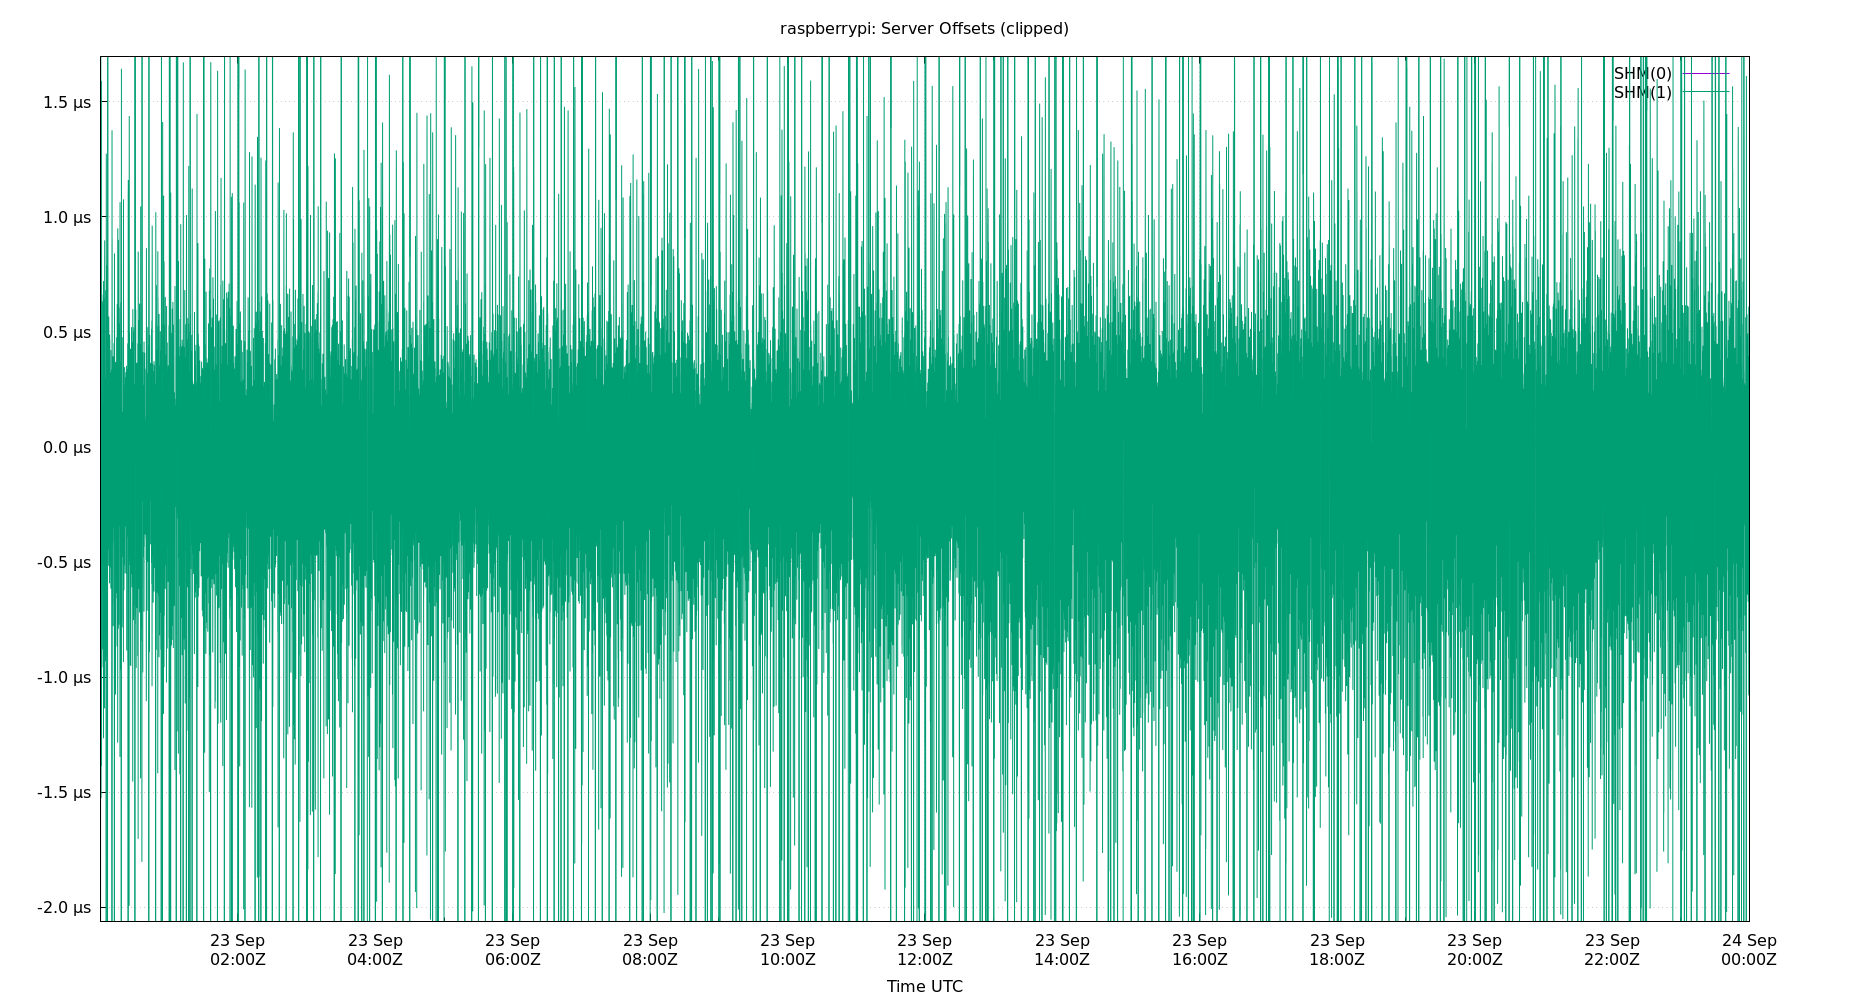 raspberrypi: Server Offsets (clipped)
SHM(0)
SHM(1)
1.5 µs
1.0 µs
0.5 µs
0.0 µs
-0.5 µs
-1.0 µs
-1.5 µs
-2.0 µs
23 Sep 23 Sep 23 Sep 23 Sep 23 Sep 23 Sep 23 Sep 23 Sep 23 Sep 23 Sep 23 Sep 24 Sep
02:00Z 04:00Z 06:00Z 08:00Z 10:00Z 12:00Z 14:00Z 16:00Z 18:00Z 20:00Z 22:00Z 00:00Z
Time UTC